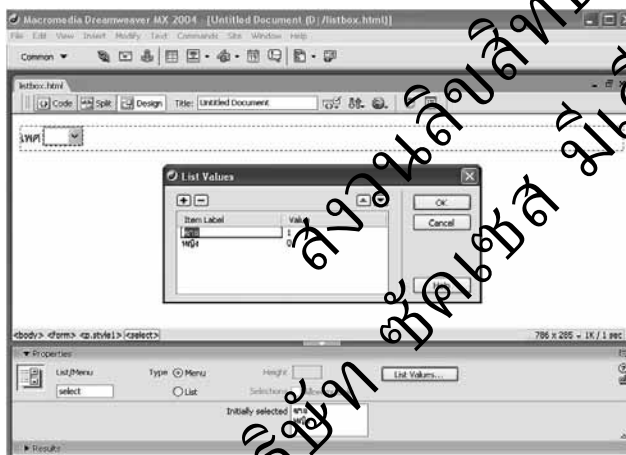 Macromedia Dreamweaver MX 2004 - [Untitled Document (D:/listbox.html)]
File Edit View Insert Modify Text Commands Site Window Help
Common
listbox.html
Code Split Design Title: Untitled Document
เพศ
List Values
Item Label Value
ชาย 1
หญิง 0
OK
Cancel
<body> <form> <p.style1> <select>
786 x 285 - 1K / 1 sec
Properties
List/Menu Type Menu Height List Values...
select List Selections
Initially selected ชาย
หญิง
Results
สงวนลิขสิทธิ์
บริษัท ซัคเซส มีเดีย